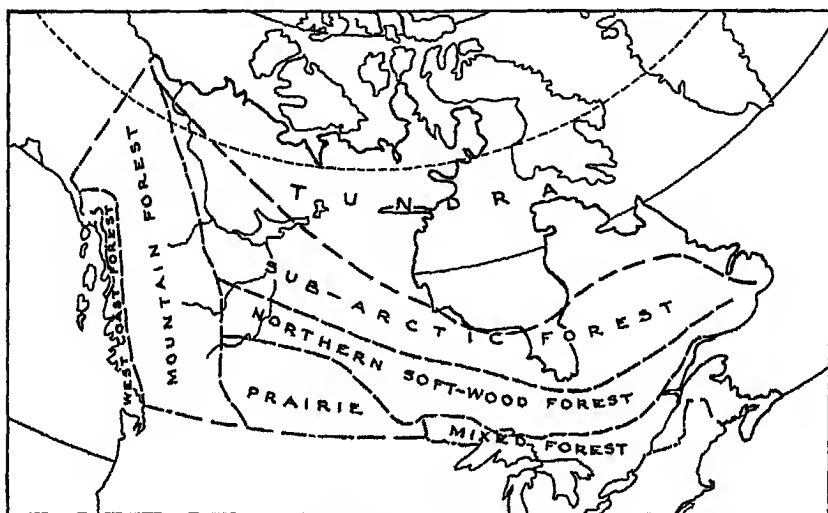 TUNDRA
SUB-ARCTIC FOREST
NORTHERN SOFT-WOOD FOREST
MOUNTAIN FOREST
WEST COAST FOREST
PRAIRIE
MIXED FOREST